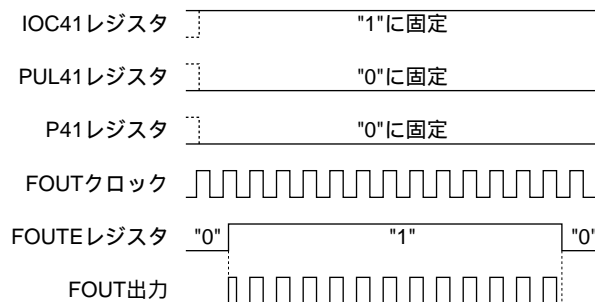 IOC41レジスタ "1"に固定
PUL41レジスタ "0"に固定
P41レジスタ "0"に固定
FOUTクロック
FOUTEレジスタ "0" "1" "0"
FOUT出力